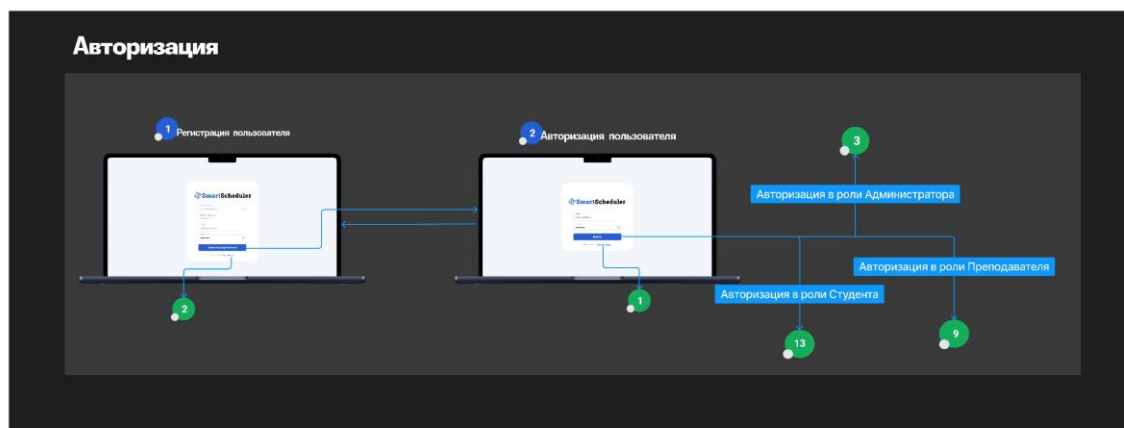 Авторизация
1 Регистрация пользователя
2 Авторизация пользователя
3
SmartScheduler
SmartScheduler
Авторизация в роли Администратора
Авторизация в роли Преподавателя
Авторизация в роли Студента
2
1
9
13